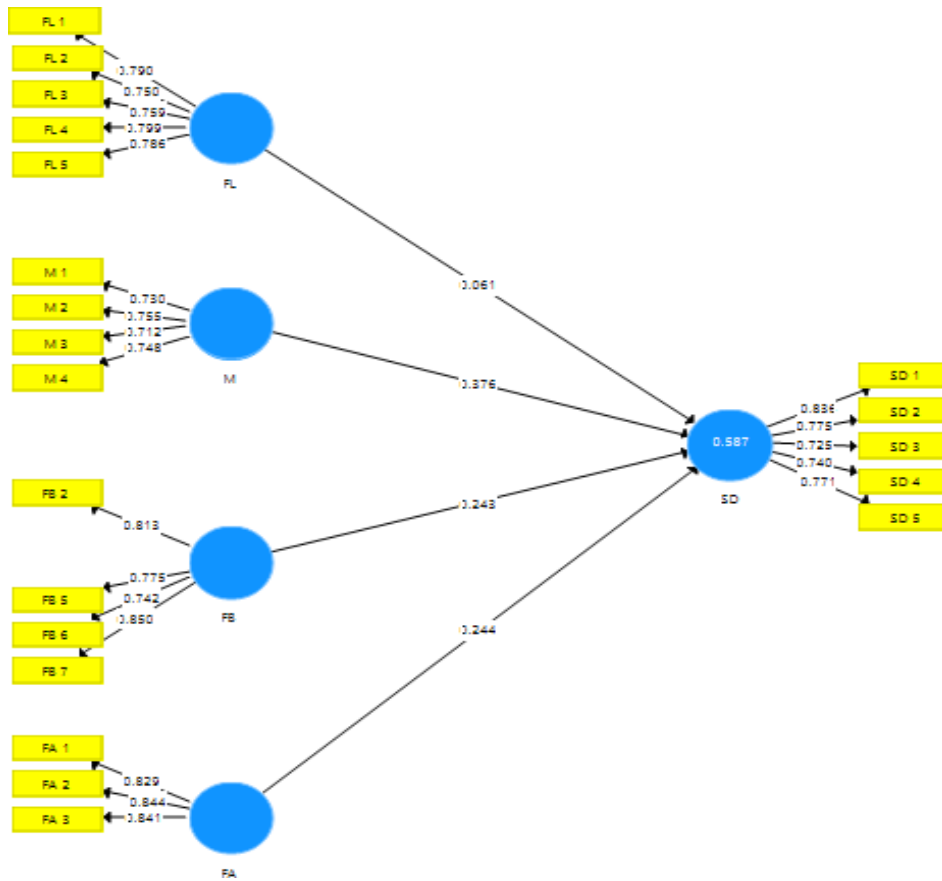 FL 1
FL 2
FL 3
FL 4
FL 5
0.790
0.750
0.759
0.799
0.786
FL
0.061
M 1
M 2
M 3
M 4
0.730
0.755
0.712
0.748
M
0.376
FB 2
FB 5
FB 6
FB 7
0.813
0.775
0.742
0.850
FB
0.243
FA 1
FA 2
FA 3
0.829
0.844
0.841
FA
0.244
0.587
SD
0.836
0.775
0.725
0.740
0.771
SD 1
SD 2
SD 3
SD 4
SD 5